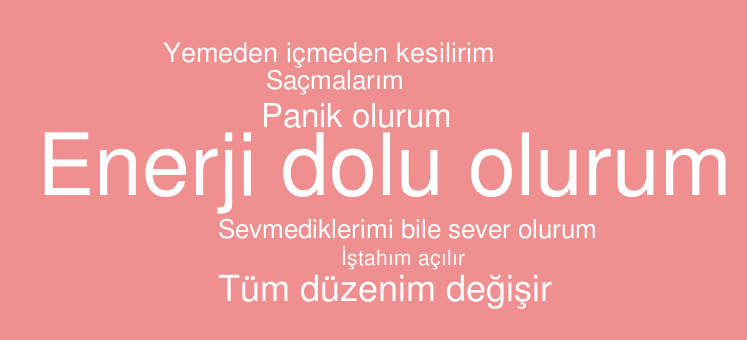 Yemeden içmeden kesilirim
Saçmalarım
Panik olurum
Enerji dolu olurum
Sevmediklerimi bile sever olurum
İştahım açılır
Tüm düzenim değişir